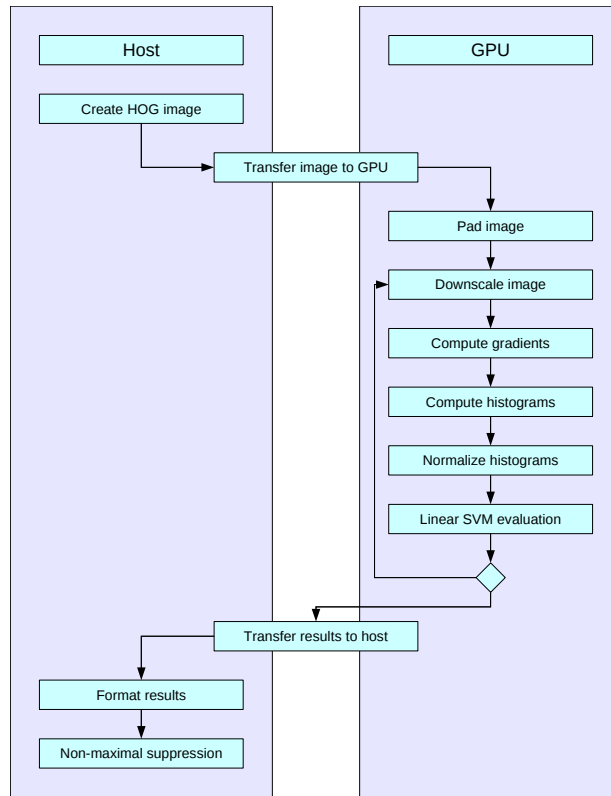 Host
GPU
Create HOG image
Transfer image to GPU
Pad image
Downscale image
Compute gradients
Compute histograms
Normalize histograms
Linear SVM evaluation
Transfer results to host
Format results
Non-maximal suppression